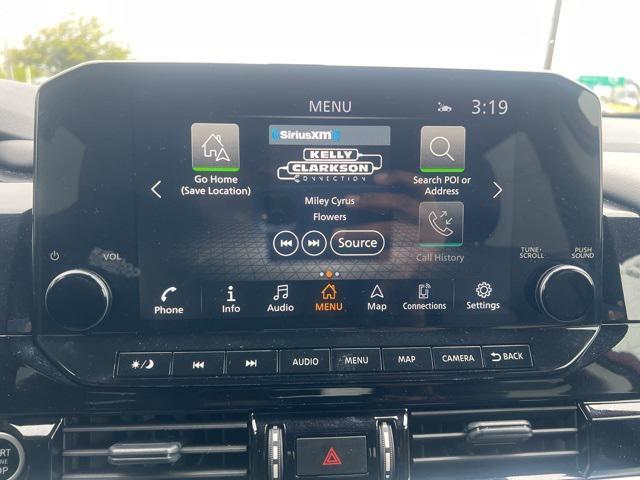 MENU
3:19
SiriusXM
Go Home
(Save Location)
KELLY
CLARKSON
CONNECTION
Miley Cyrus
Flowers
Source
Search POI or
Address
Call History
VOL
TUNE·
SCROLL
PUSH
SOUND
Phone
Info
Audio
MENU
Map
Connections
Settings
AUDIO
MENU
MAP
CAMERA
BACK